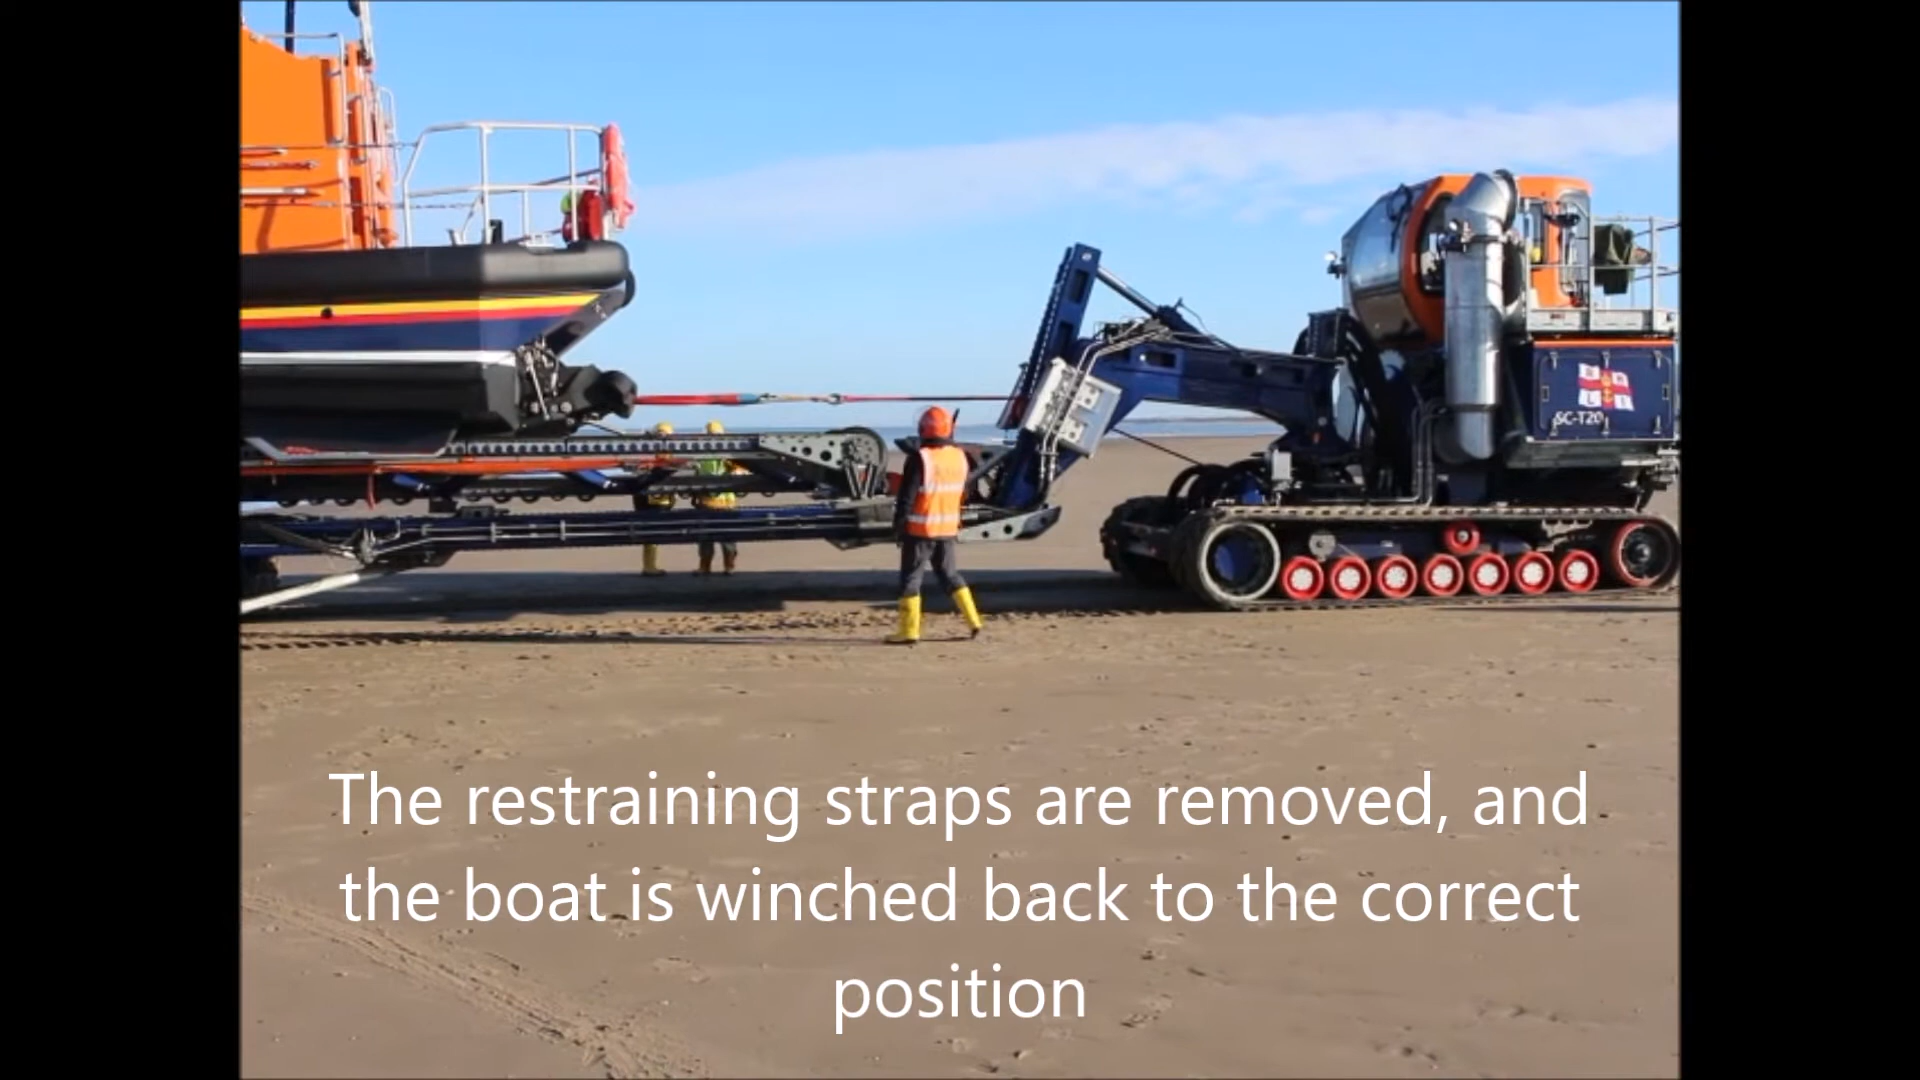 R N
L I
SC-T20
The restraining straps are removed, and
the boat is winched back to the correct
position